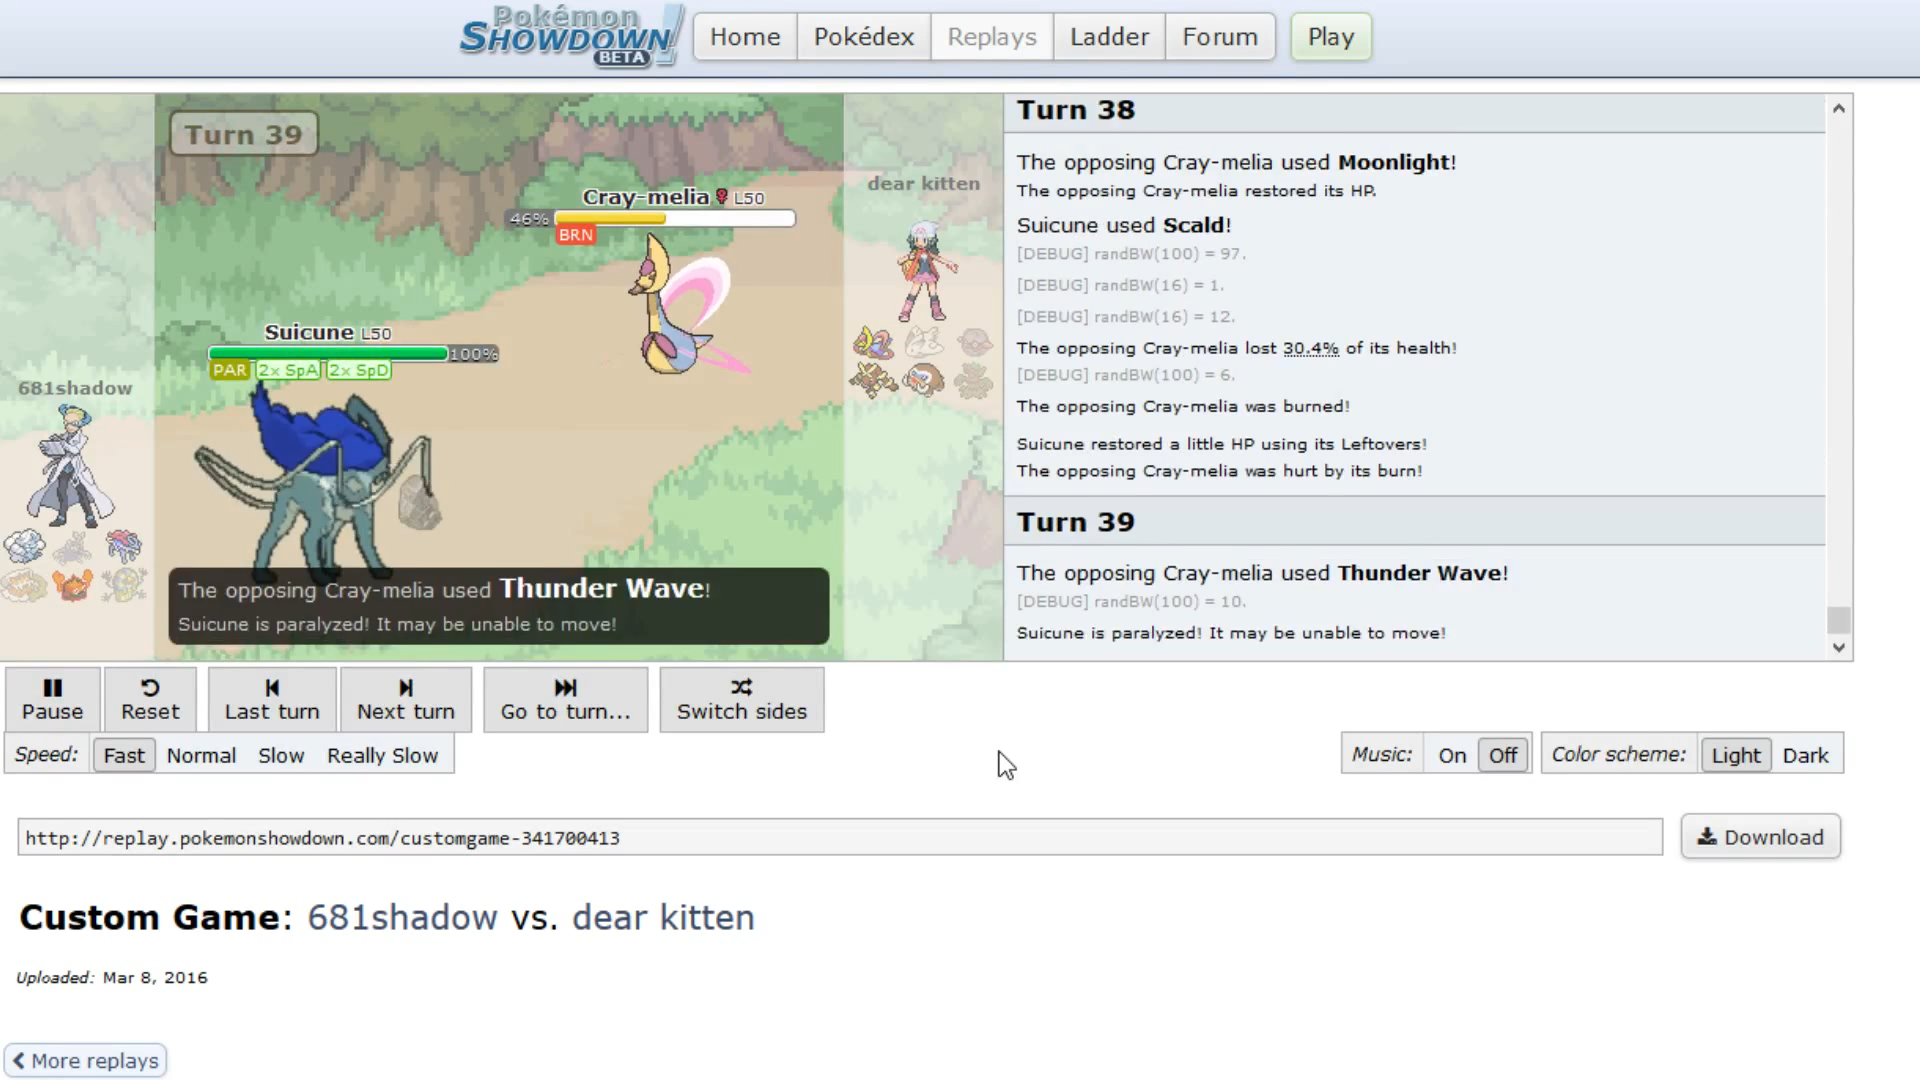 Pokémon
SHOWDOWN!
BETA
Home
Pokédex
Replays
Ladder
Forum
Play
Turn 39
Cray-melia L50
46%
BRN
Suicune L50
100%
PAR 2x SpA 2x SpD
681shadow
dear kitten
The opposing Cray-melia used Thunder Wave!
Suicune is paralyzed! It may be unable to move!
Turn 38
The opposing Cray-melia used Moonlight!
The opposing Cray-melia restored its HP.
Suicune used Scald!
[DEBUG] randBW(100) = 97.
[DEBUG] randBW(16) = 1.
[DEBUG] randBW(16) = 12.
The opposing Cray-melia lost 30.4% of its health!
[DEBUG] randBW(100) = 6.
The opposing Cray-melia was burned!
Suicune restored a little HP using its Leftovers!
The opposing Cray-melia was hurt by its burn!
Turn 39
The opposing Cray-melia used Thunder Wave!
[DEBUG] randBW(100) = 10.
Suicune is paralyzed! It may be unable to move!
Pause
Reset
Last turn
Next turn
Go to turn...
Switch sides
Speed: Fast Normal Slow Really Slow
Music: On Off
Color scheme: Light Dark
http://replay.pokemonshowdown.com/customgame-341700413
Download
Custom Game: 681shadow vs. dear kitten
Uploaded: Mar 8, 2016
More replays